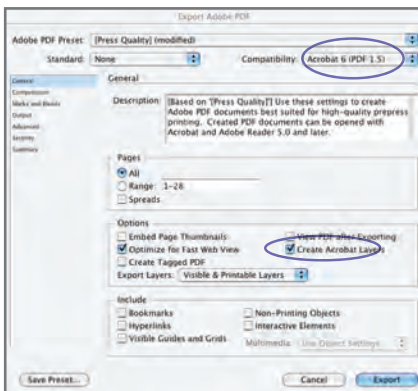 Export Adobe PDF
Adobe PDF Preset: [Press Quality] (modified)
Standard: None Compatibility: Acrobat 6 (PDF 1.5)
General
Compression
Marks and Bleeds
Output
Advanced
Security
Summary
General
Description: [Based on '[Press Quality]'] Use these settings to create
Adobe PDF documents best suited for high-quality prepress
printing. Created PDF documents can be opened with
Acrobat and Adobe Reader 5.0 and later.
Pages
All
Range: 1-28
Spreads
Options
Embed Page Thumbnails View PDF after Exporting
Optimize for Fast Web View Create Acrobat Layers
Create Tagged PDF
Export Layers: Visible & Printable Layers
Include
Bookmarks Non-Printing Objects
Hyperlinks Interactive Elements
Visible Guides and Grids Multimedia: Use Object Settings
Save Preset... Cancel Export